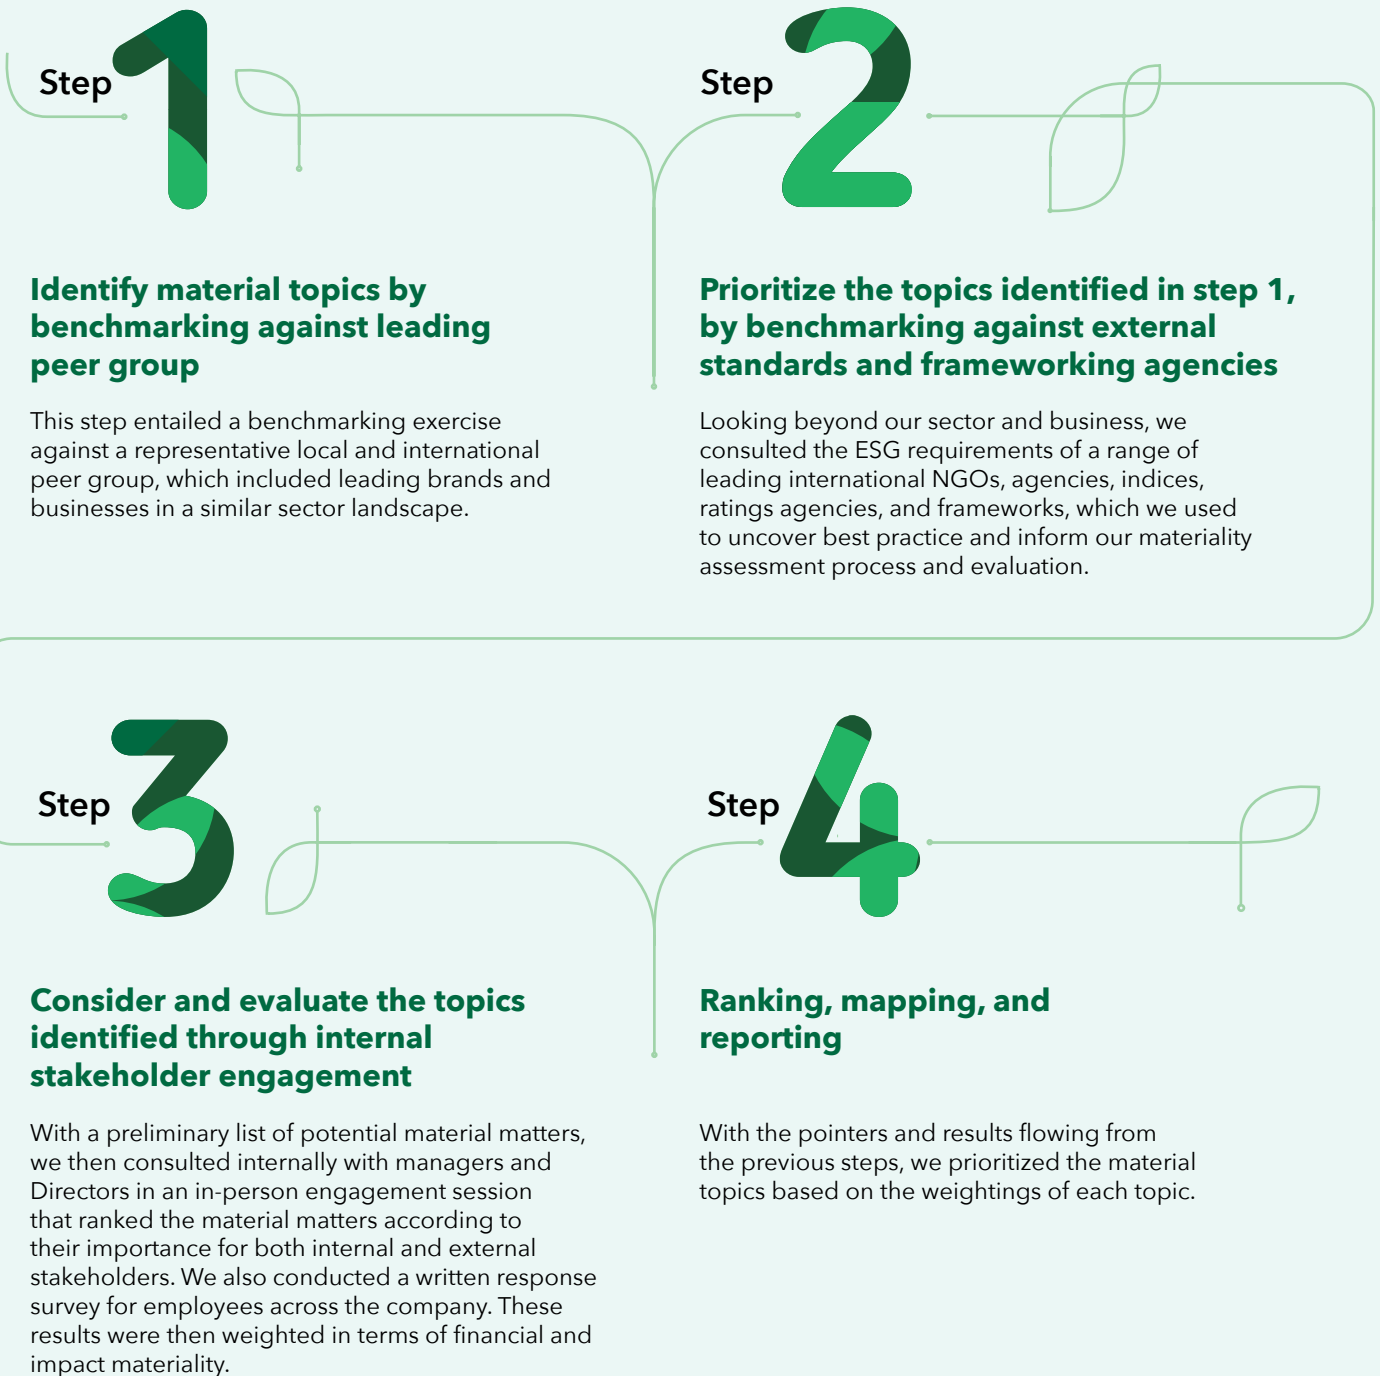 Step 1
Identify material topics by
benchmarking against leading
peer group
This step entailed a benchmarking exercise
against a representative local and international
peer group, which included leading brands and
businesses in a similar sector landscape.
Step 2
Prioritize the topics identified in step 1,
by benchmarking against external
standards and frameworking agencies
Looking beyond our sector and business, we
consulted the ESG requirements of a range of
leading international NGOs, agencies, indices,
ratings agencies, and frameworks, which we used
to uncover best practice and inform our materiality
assessment process and evaluation.
Step 3
Consider and evaluate the topics
identified through internal
stakeholder engagement
With a preliminary list of potential material matters,
we then consulted internally with managers and
Directors in an in-person engagement session
that ranked the material matters according to
their importance for both internal and external
stakeholders. We also conducted a written response
survey for employees across the company. These
results were then weighted in terms of financial and
impact materiality.
Step 4
Ranking, mapping, and
reporting
With the pointers and results flowing from
the previous steps, we prioritized the material
topics based on the weightings of each topic.